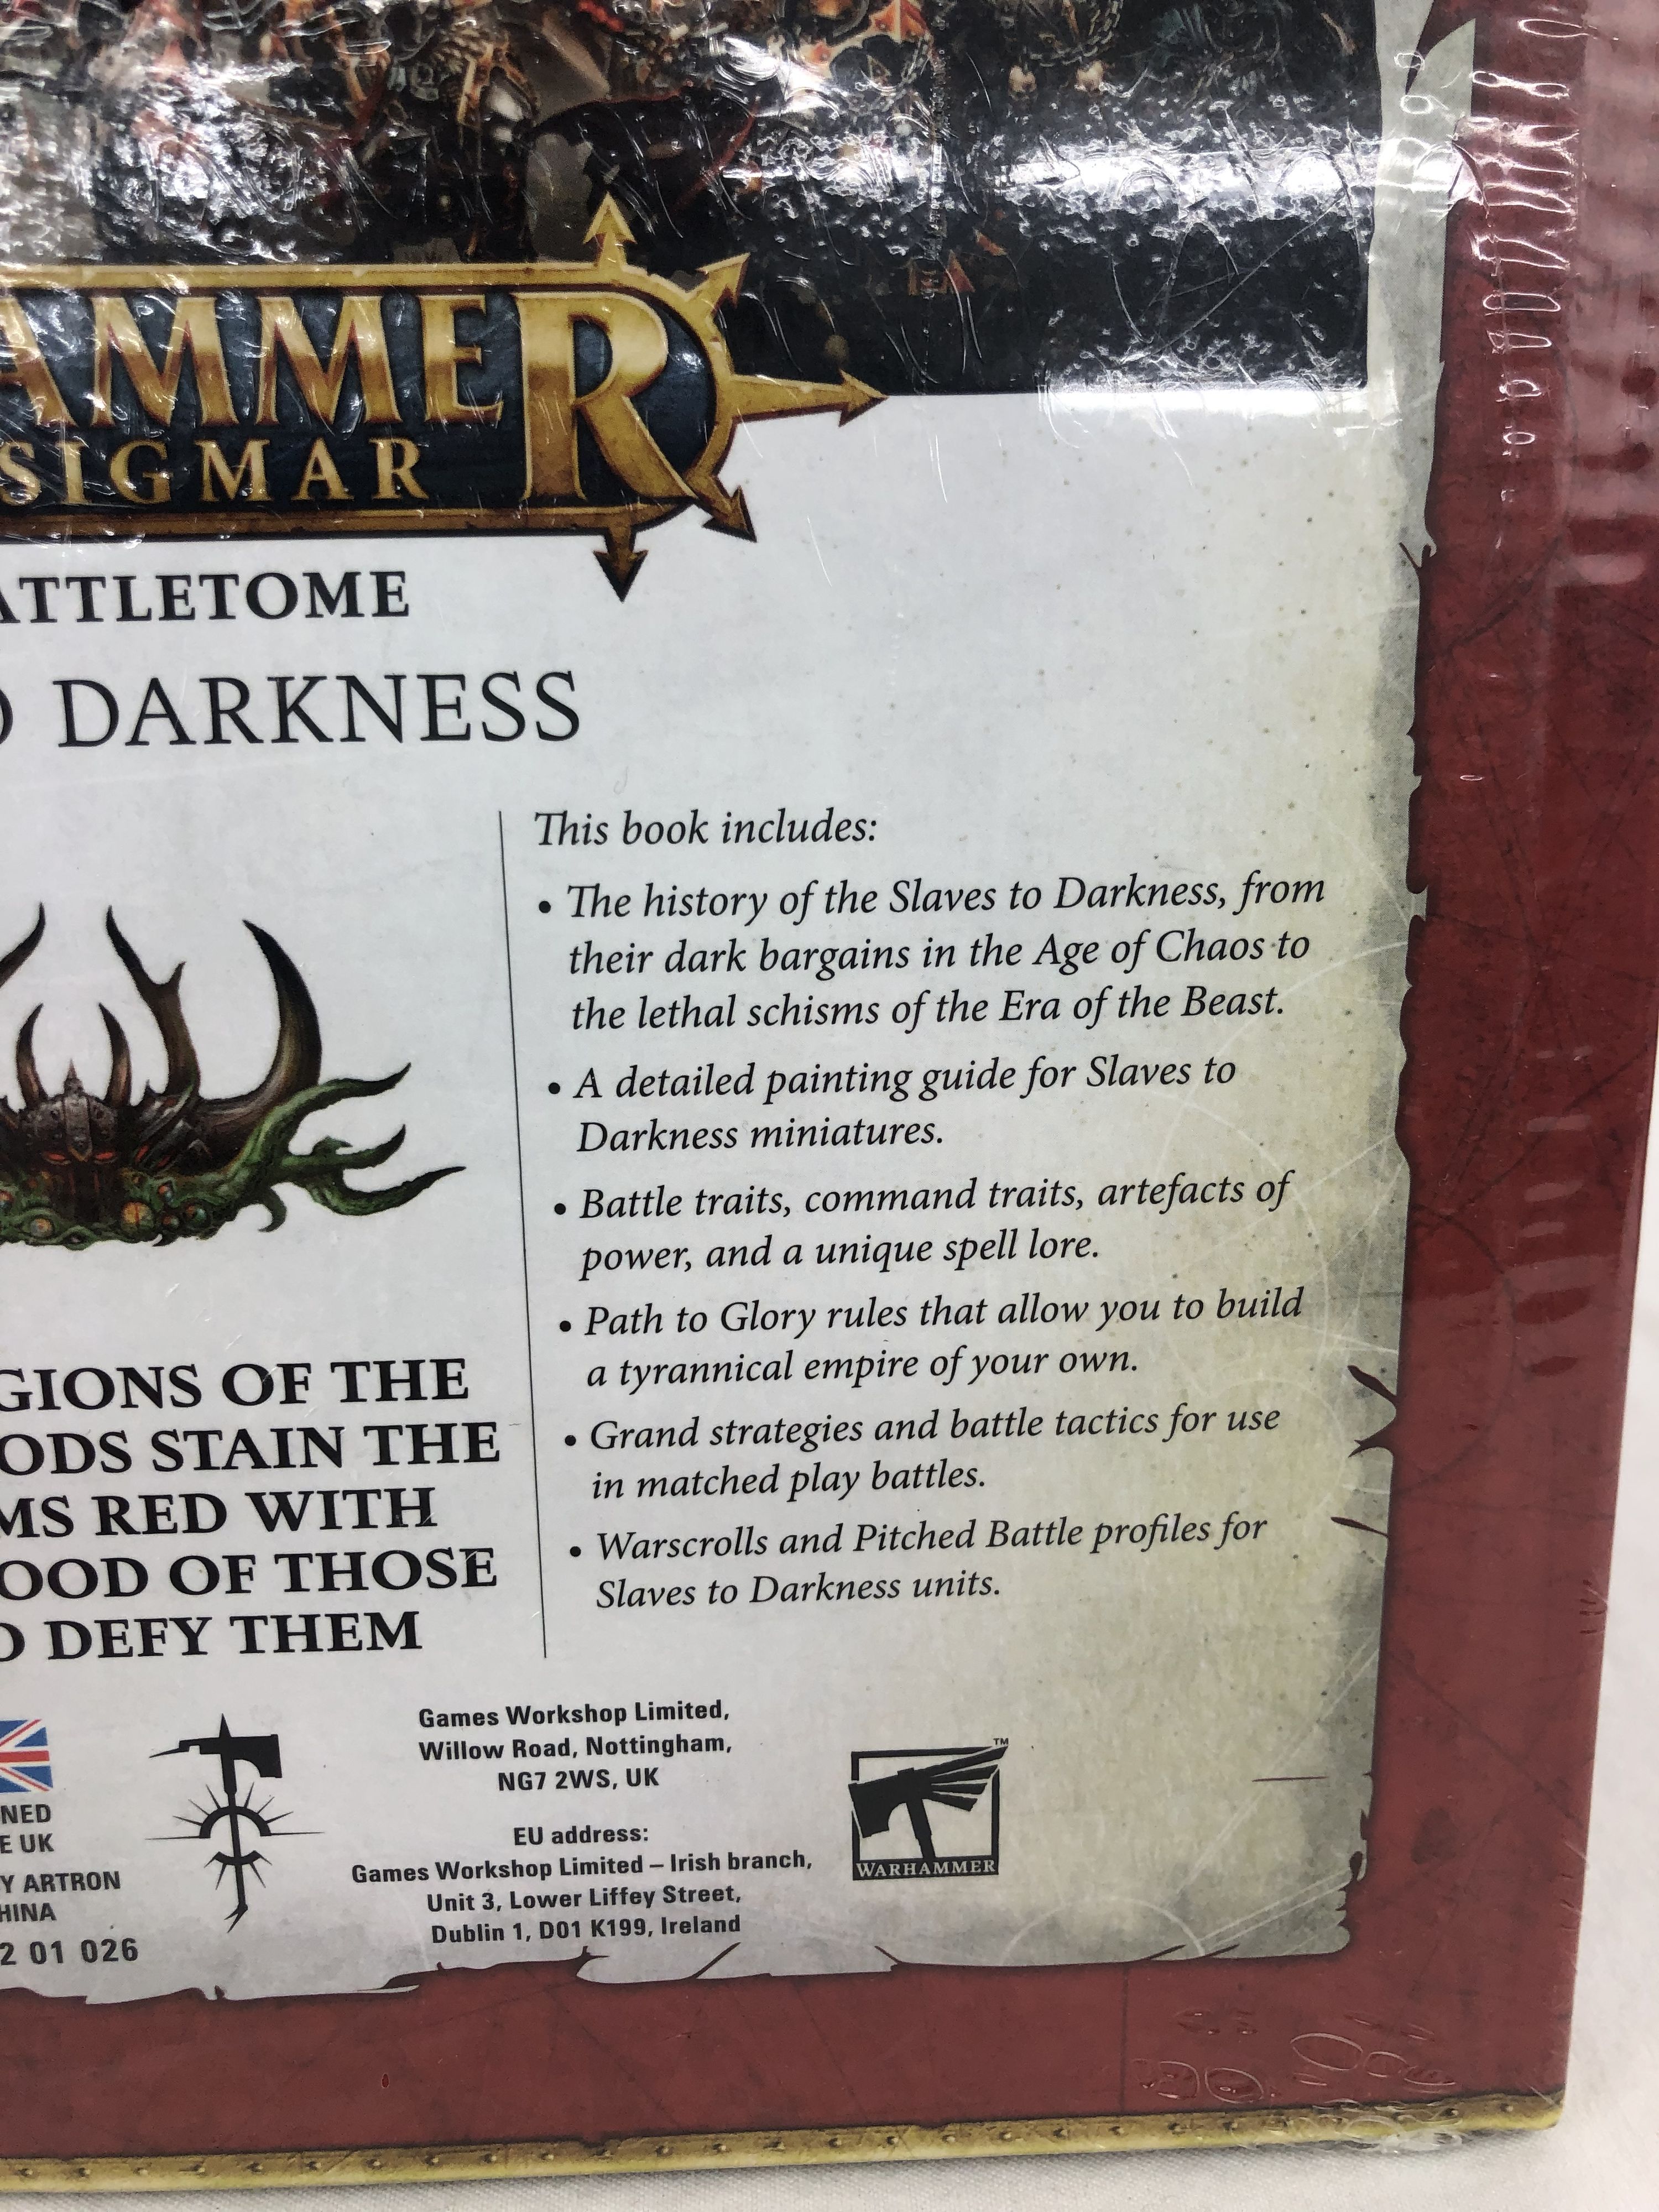 AMMER
SIGMAR
ATTLETOME
O DARKNESS
This book includes:
• The history of the Slaves to Darkness, from
their dark bargains in the Age of Chaos to
the lethal schisms of the Era of the Beast.
• A detailed painting guide for Slaves to
Darkness miniatures.
• Battle traits, command traits, artefacts of
power, and a unique spell lore.
• Path to Glory rules that allow you to build
a tyrannical empire of your own.
• Grand strategies and battle tactics for use
in matched play battles.
• Warscrolls and Pitched Battle profiles for
Slaves to Darkness units.
GIONS OF THE
ODS STAIN THE
MS RED WITH
OOD OF THOSE
O DEFY THEM
NED
E UK
Y ARTRON
HINA
2 01 026
Games Workshop Limited,
Willow Road, Nottingham,
NG7 2WS, UK
EU address:
Games Workshop Limited – Irish branch,
Unit 3, Lower Liffey Street,
Dublin 1, D01 K199, Ireland
TM
WARHAMMER